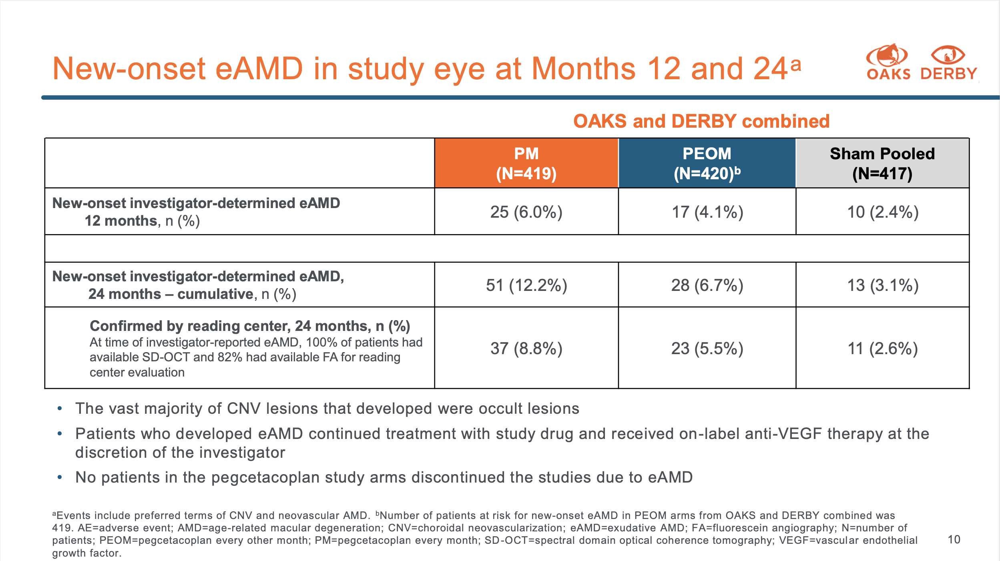 New-onset eAMD in study eye at Months 12 and 24ᵃ
OAKS DERBY
OAKS and DERBY combined
PM PEOM Sham Pooled
(N=419) (N=420)ᵇ (N=417)
New-onset investigator-determined eAMD
12 months, n (%)
25 (6.0%) 17 (4.1%) 10 (2.4%)
New-onset investigator-determined eAMD,
24 months – cumulative, n (%)
51 (12.2%) 28 (6.7%) 13 (3.1%)
Confirmed by reading center, 24 months, n (%)
At time of investigator-reported eAMD, 100% of patients had
available SD-OCT and 82% had available FA for reading
center evaluation
37 (8.8%) 23 (5.5%) 11 (2.6%)
• The vast majority of CNV lesions that developed were occult lesions
• Patients who developed eAMD continued treatment with study drug and received on-label anti-VEGF therapy at the
discretion of the investigator
• No patients in the pegcetacoplan study arms discontinued the studies due to eAMD
ᵃEvents include preferred terms of CNV and neovascular AMD. ᵇNumber of patients at risk for new-onset eAMD in PEOM arms from OAKS and DERBY combined was
419. AE=adverse event; AMD=age-related macular degeneration; CNV=choroidal neovascularization; eAMD=exudative AMD; FA=fluorescein angiography; N=number of
patients; PEOM=pegcetacoplan every other month; PM=pegcetacoplan every month; SD-OCT=spectral domain optical coherence tomography; VEGF=vascular endothelial
growth factor.
10